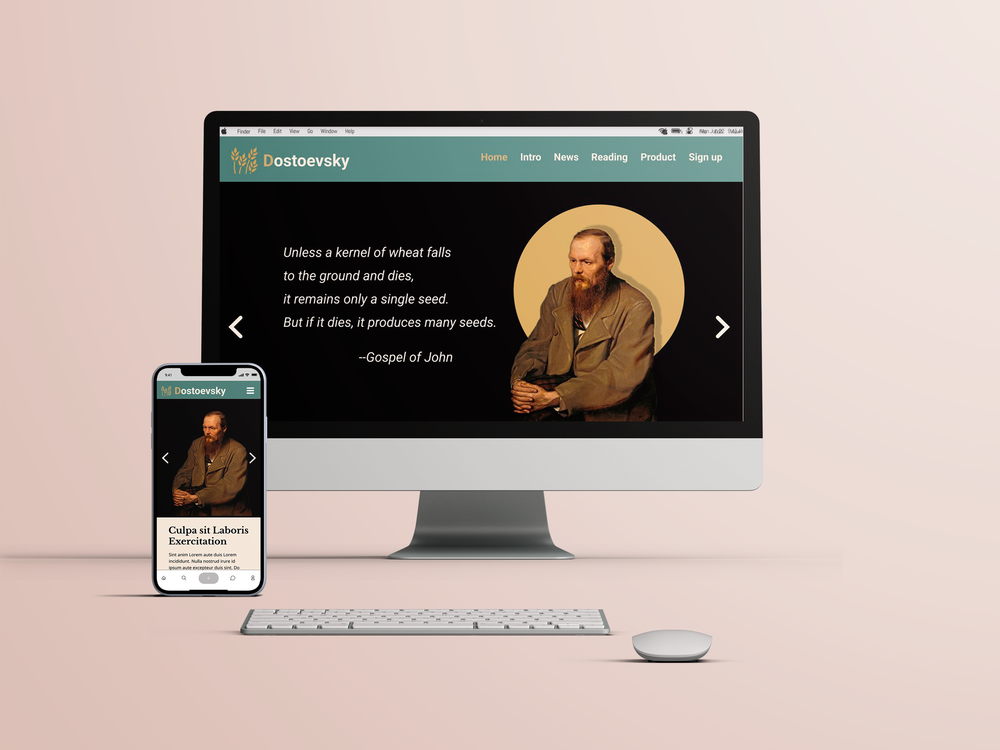 Finder File Edit View Go Window Help
Dostoevsky
Home Intro News Reading Product Sign up
Unless a kernel of wheat falls
to the ground and dies,
it remains only a single seed.
But if it dies, it produces many seeds.
--Gospel of John
9:41
Dostoevsky
Culpa sit Laboris
Exercitation
Sint anim Lorem aute duis Lorem
incididunt. Nulla nostrud irure id
ipsum aute excepteur duis sint. Do